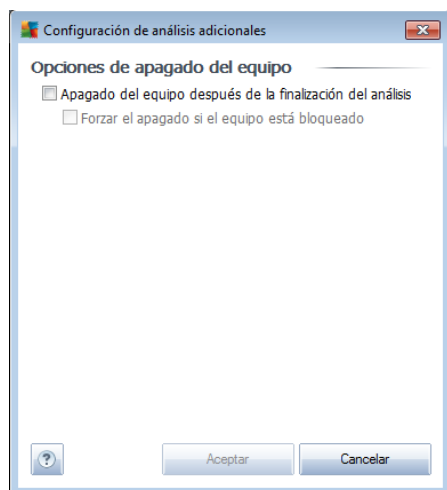 Configuración de análisis adicionales
Opciones de apagado del equipo
Apagado del equipo después de la finalización del análisis
Forzar el apagado si el equipo está bloqueado
? Aceptar Cancelar